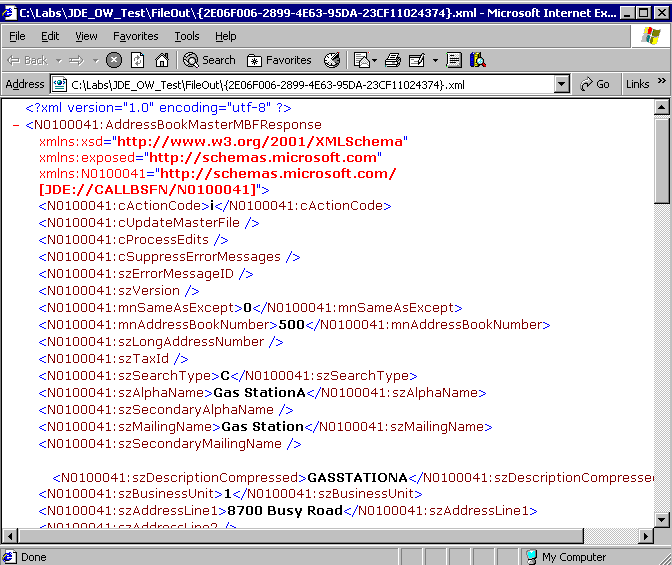 C:\Labs\JDE_OW_Test\FileOut\{2E06F006-2899-4E63-95DA-23CF11024374}.xml - Microsoft Internet Ex...
File Edit View Favorites Tools Help
Back Search Favorites
Address C:\Labs\JDE_OW_Test\FileOut\{2E06F006-2899-4E63-95DA-23CF11024374}.xml Go Links »
<?xml version="1.0" encoding="utf-8" ?>
- <N0100041:AddressBookMasterMBFResponse
xmlns:xsd="http://www.w3.org/2001/XMLSchema"
xmlns:exposed="http://schemas.microsoft.com"
xmlns:N0100041="http://schemas.microsoft.com/
[JDE://CALLBSFN/N0100041]">
<N0100041:cActionCode>i</N0100041:cActionCode>
<N0100041:cUpdateMasterFile />
<N0100041:cProcessEdits />
<N0100041:cSuppressErrorMessages />
<N0100041:szErrorMessageID />
<N0100041:szVersion />
<N0100041:mnSameAsExcept>0</N0100041:mnSameAsExcept>
<N0100041:mnAddressBookNumber>500</N0100041:mnAddressBookNumber>
<N0100041:szLongAddressNumber />
<N0100041:szTaxId />
<N0100041:szSearchType>C</N0100041:szSearchType>
<N0100041:szAlphaName>Gas StationA</N0100041:szAlphaName>
<N0100041:szSecondaryAlphaName />
<N0100041:szMailingName>Gas Station</N0100041:szMailingName>
<N0100041:szSecondaryMailingName />
<N0100041:szDescriptionCompressed>GASSTATIONA</N0100041:szDescriptionCompressed
<N0100041:szBusinessUnit>1</N0100041:szBusinessUnit>
<N0100041:szAddressLine1>8700 Busy Road</N0100041:szAddressLine1>
<N0100041:szAddressLine2 />
Done My Computer